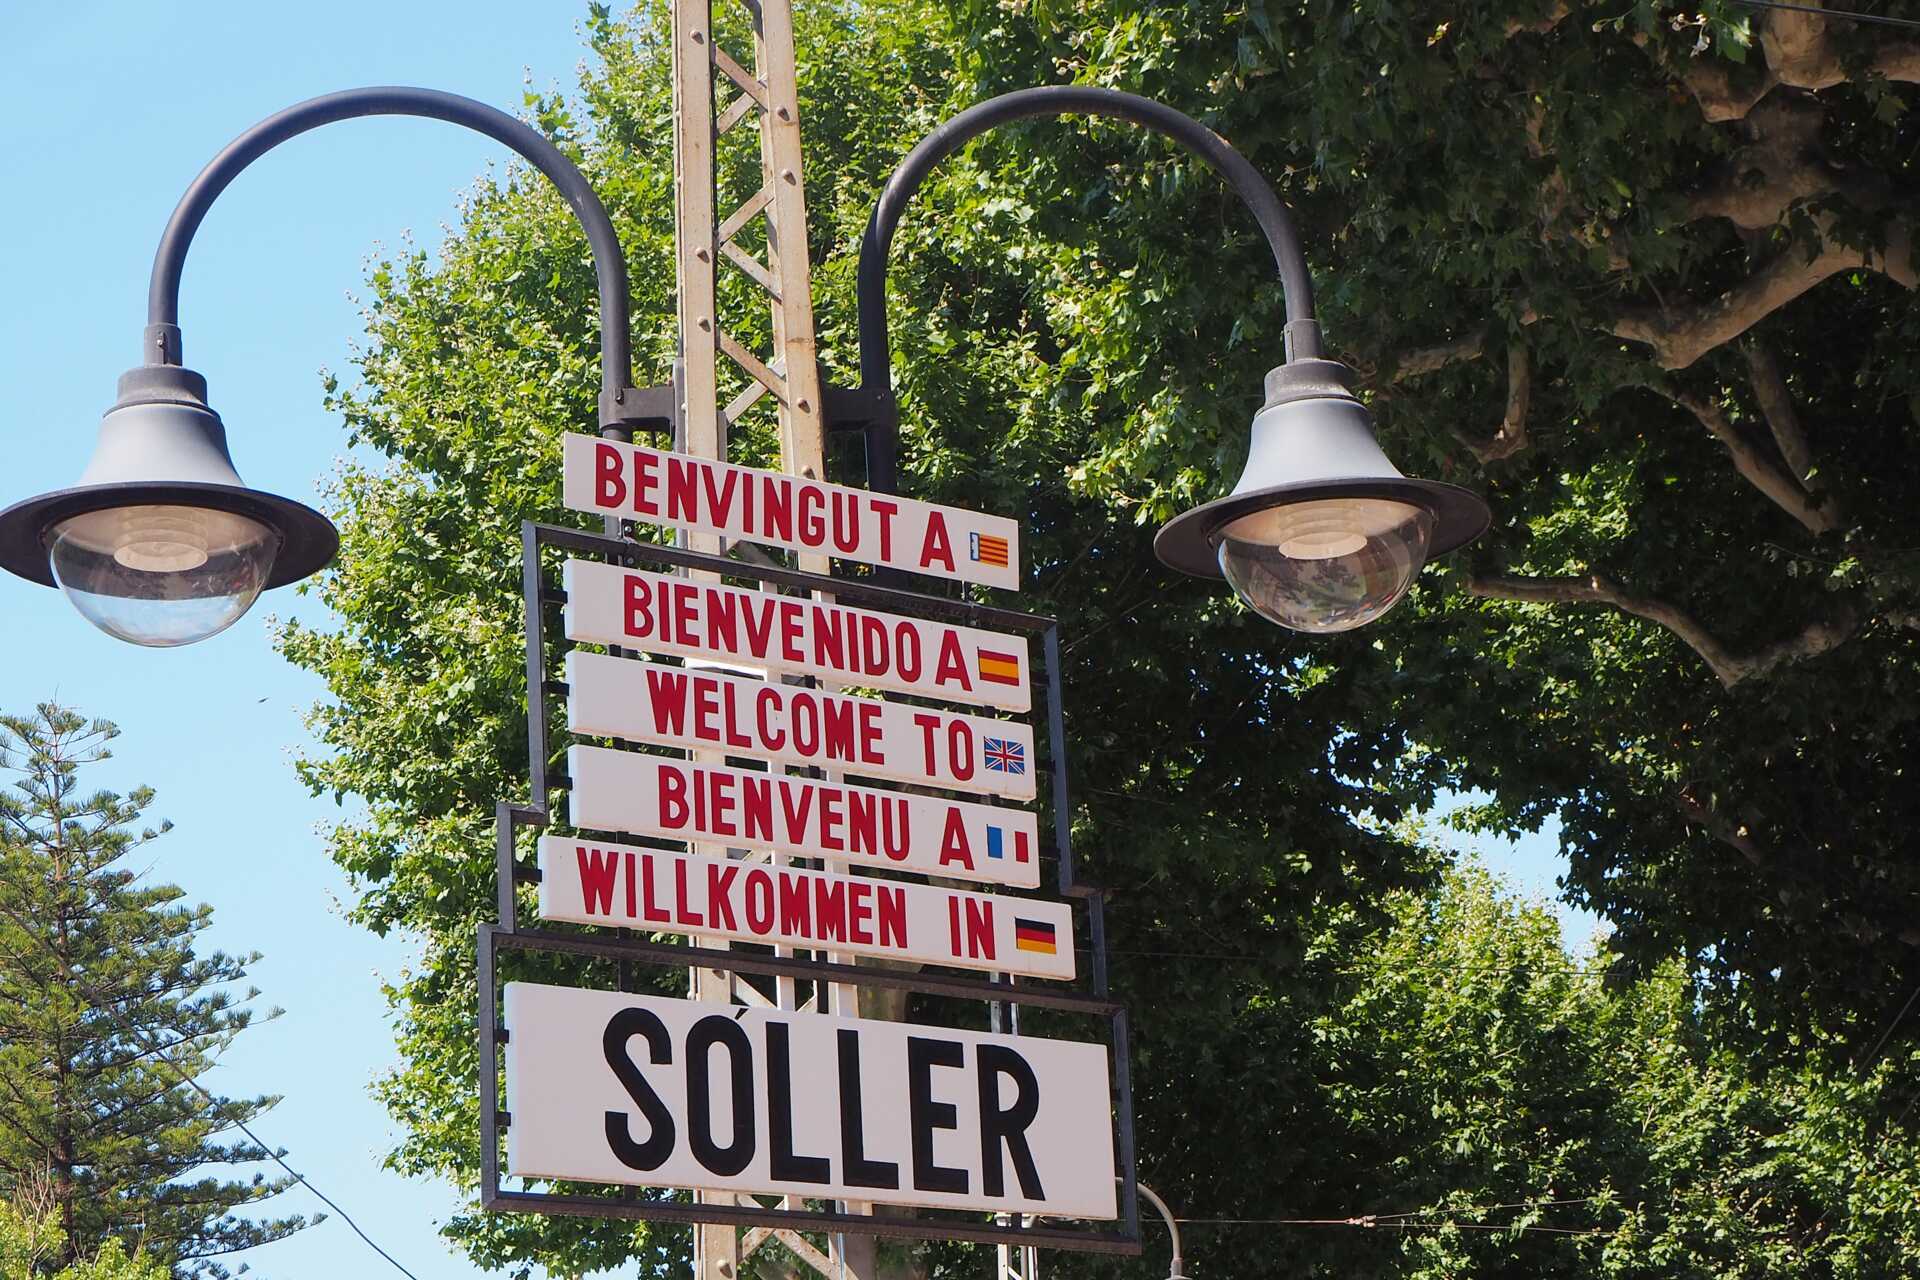 BENVINGUT A
BIENVENIDO A
WELCOME TO
BIENVENU A
WILLKOMMEN IN
SÓLLER